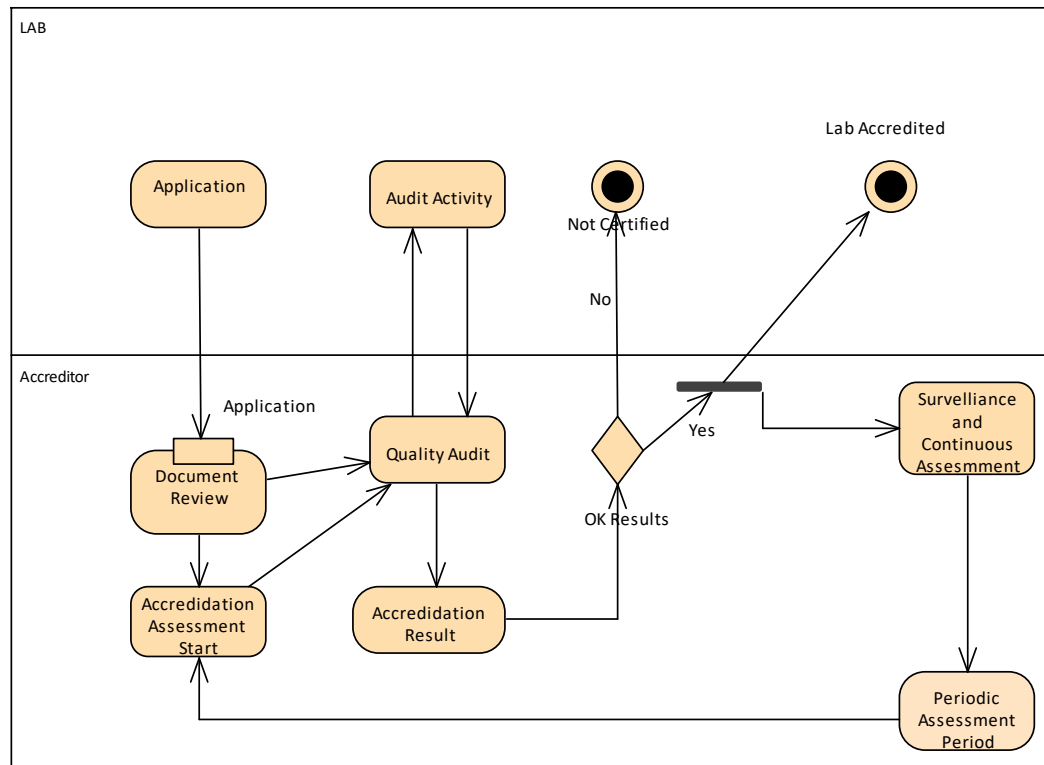 LAB
Lab Accredited
Application
Audit Activity
Not Certified
No
Accreditor
Application
Yes
Survelliance
and
Continuous
Assesmment
Document
Review
Quality Audit
OK Results
Accredidation
Assessment
Start
Accredidation
Result
Periodic
Assessment
Period